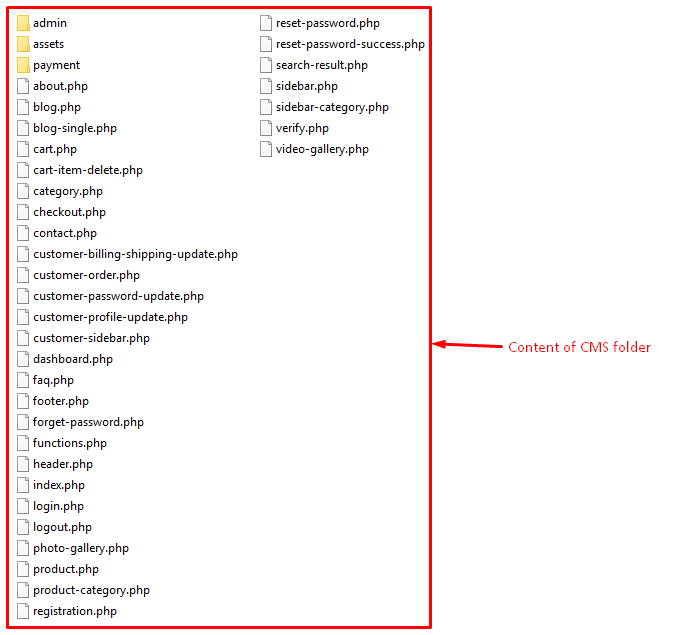 admin
assets
payment
about.php
blog.php
blog-single.php
cart.php
cart-item-delete.php
category.php
checkout.php
contact.php
customer-billing-shipping-update.php
customer-order.php
customer-password-update.php
customer-profile-update.php
customer-sidebar.php
dashboard.php
faq.php
footer.php
forget-password.php
functions.php
header.php
index.php
login.php
logout.php
photo-gallery.php
product.php
product-category.php
registration.php
reset-password.php
reset-password-success.php
search-result.php
sidebar.php
sidebar-category.php
verify.php
video-gallery.php
Content of CMS folder